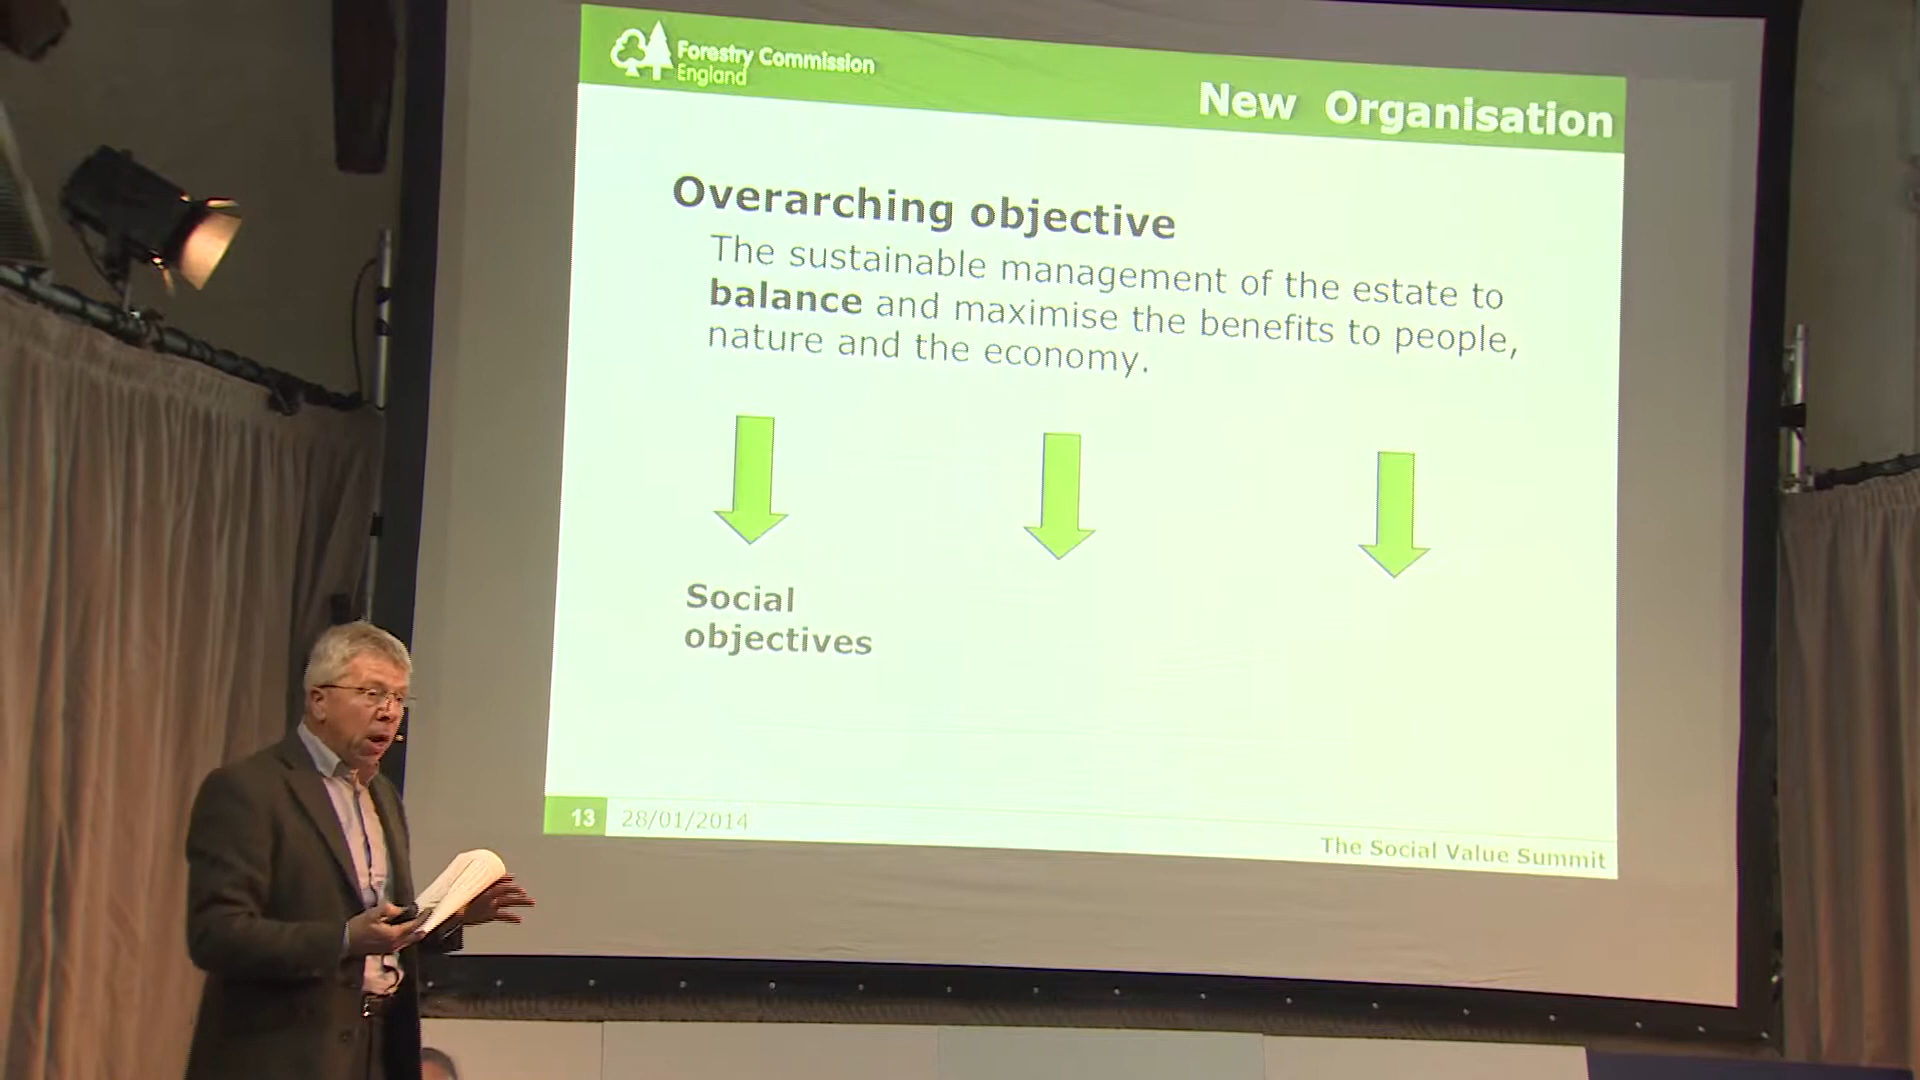 Forestry Commission
England
New Organisation
Overarching objective
The sustainable management of the estate to
balance and maximise the benefits to people,
nature and the economy.
Social
objectives
13 28/01/2014
The Social Value Summit